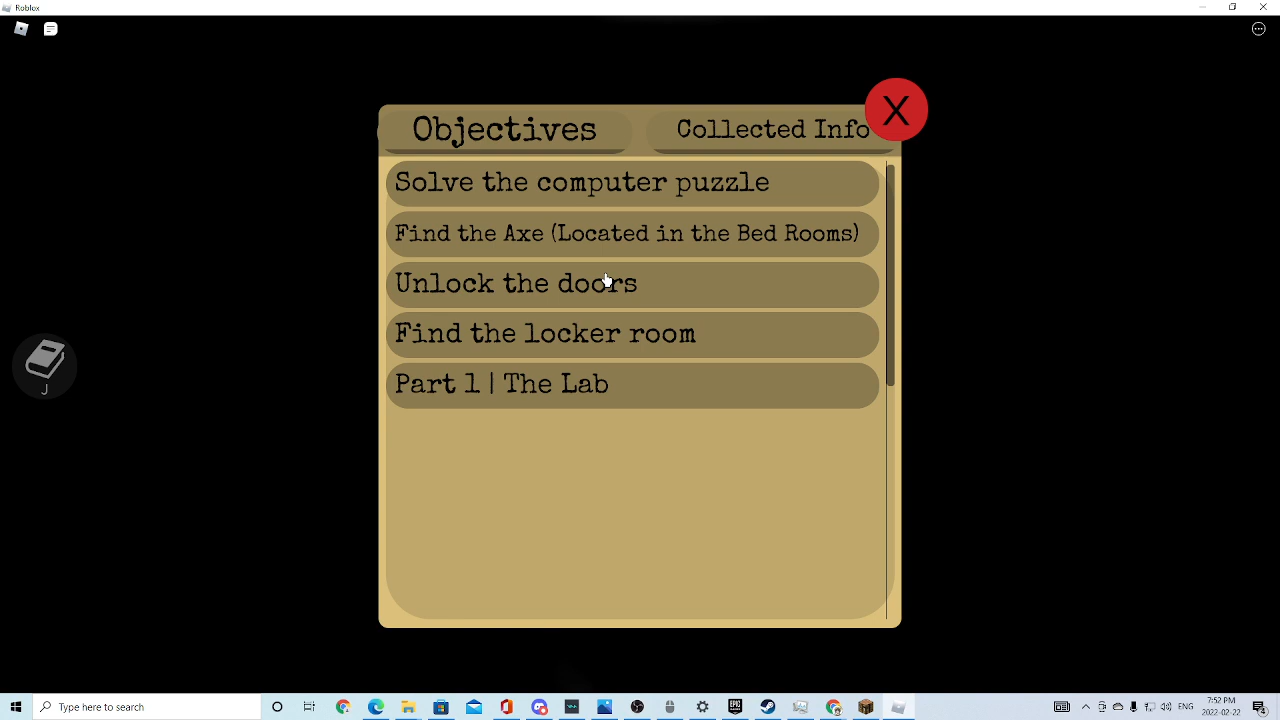 Roblox
Objectives
Collected Info
X
Solve the computer puzzle
Find the Axe (Located in the Bed Rooms)
Unlock the doors
Find the locker room
Part 1 | The Lab
J
Type here to search
ENG
7:52 PM
2022-02-22
4